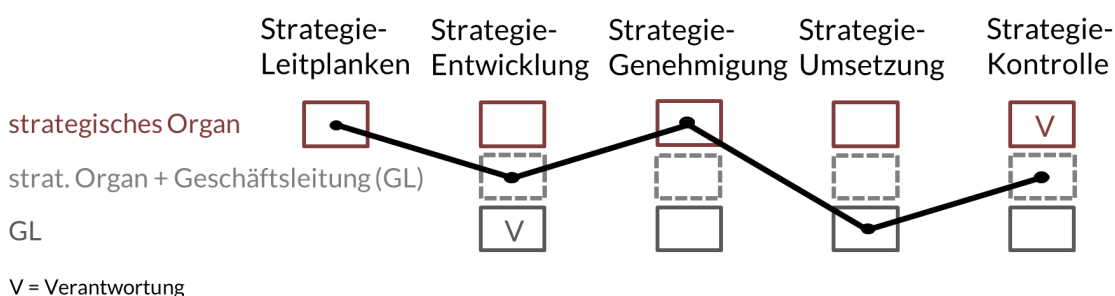 Strategie-
Leitplanken
Strategie-
Entwicklung
Strategie-
Genehmigung
Strategie-
Umsetzung
Strategie-
Kontrolle
strategisches Organ
V
strat. Organ + Geschäftsleitung (GL)
GL
V
V = Verantwortung